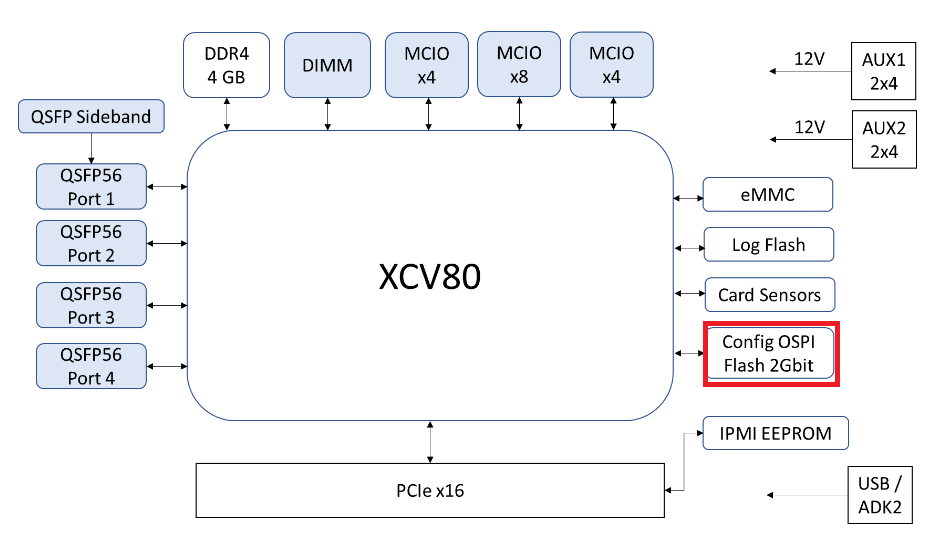 DDR4
4 GB
DIMM
MCIO
x4
MCIO
x8
MCIO
x4
12V
AUX1
2x4
12V
AUX2
2x4
QSFP Sideband
QSFP56
Port 1
QSFP56
Port 2
QSFP56
Port 3
QSFP56
Port 4
XCV80
eMMC
Log Flash
Card Sensors
Config OSPI
Flash 2Gbit
IPMI EEPROM
PCIe x16
USB /
ADK2